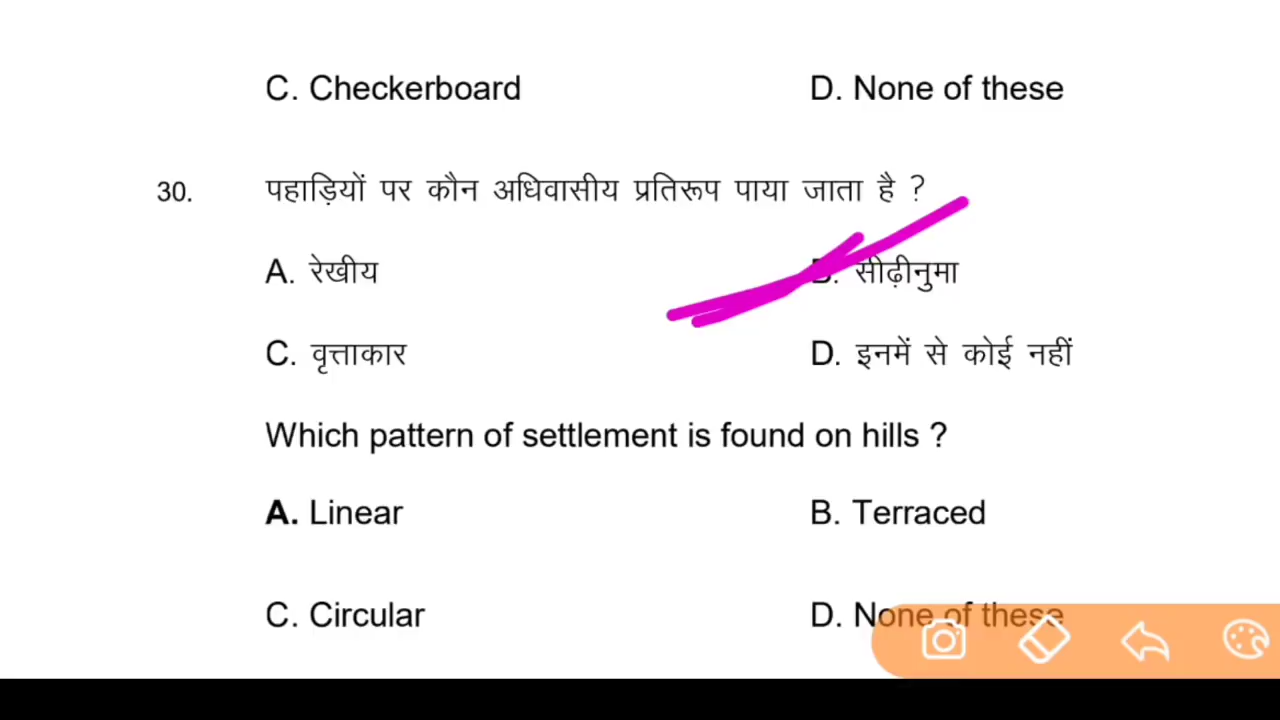 C. Checkerboard D. None of these
30. पहाड़ियों पर कौन अधिवासीय प्रतिरूप पाया जाता है ?
A. रेखीय B. सीढ़ीनुमा
C. वृत्ताकार D. इनमें से कोई नहीं
Which pattern of settlement is found on hills ?
A. Linear B. Terraced
C. Circular D. None of these